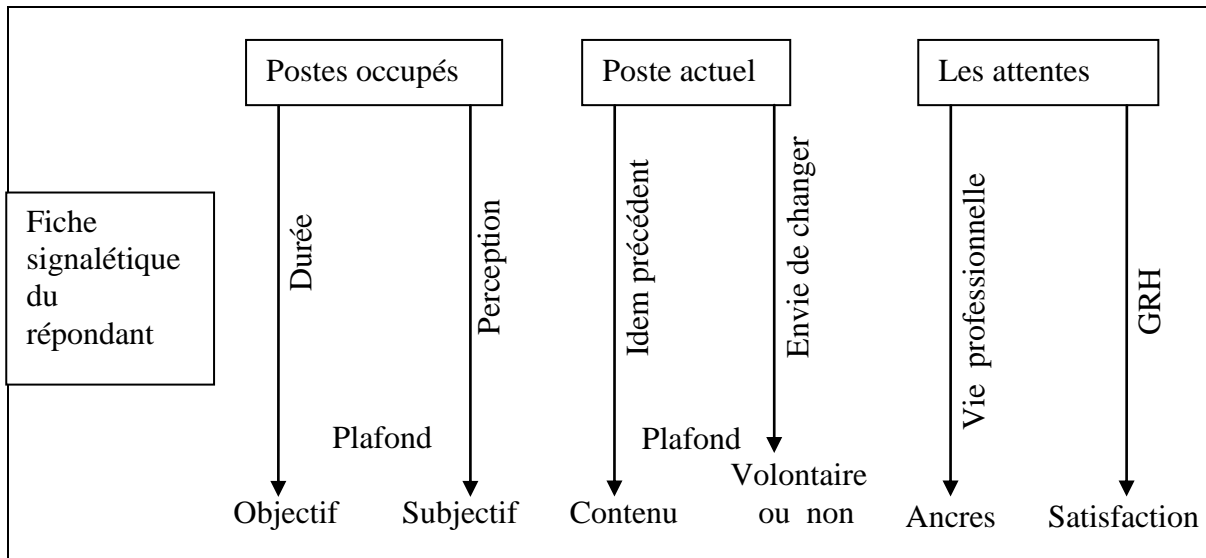 Postes occupés
Poste actuel
Les attentes
Fiche
signalétique
du
répondant
Durée
Perception
Idem précédent
Envie de changer
Vie professionnelle
GRH
Plafond
Plafond
Objectif
Subjectif
Contenu
Volontaire
ou non
Ancres
Satisfaction